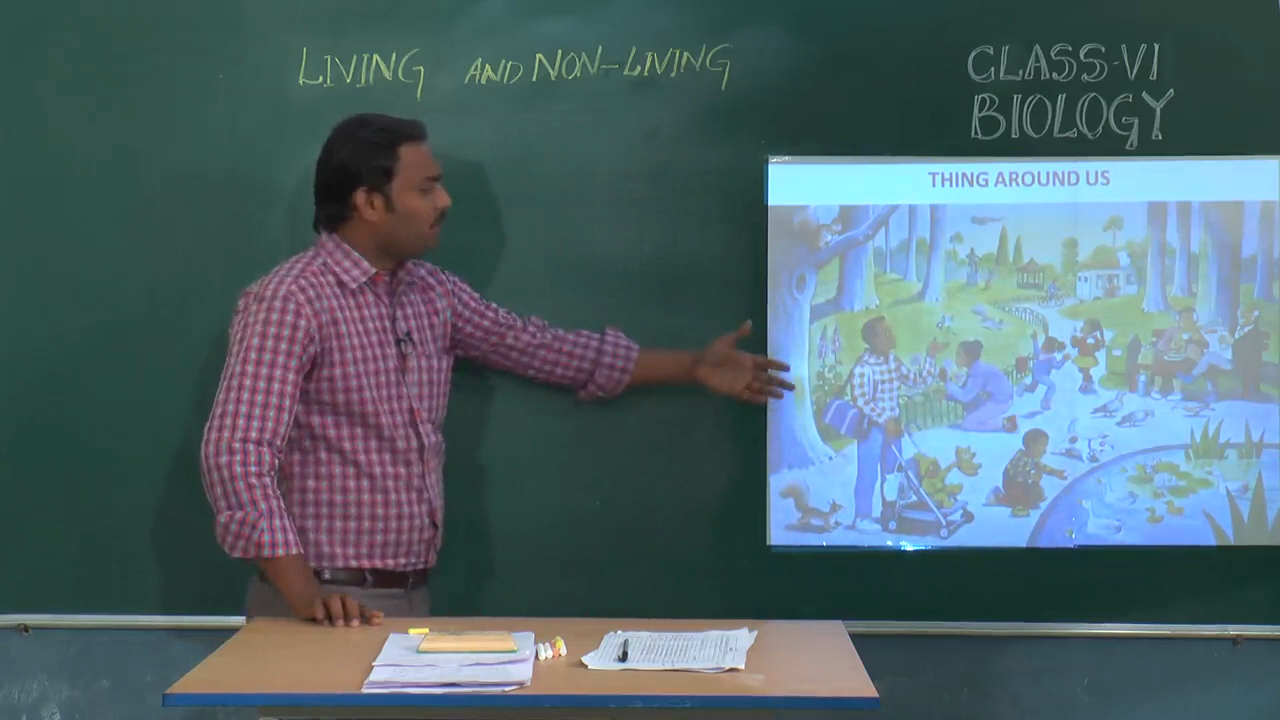 LIVING AND NON-LIVING
CLASS-VI
BIOLOGY
THING AROUND US